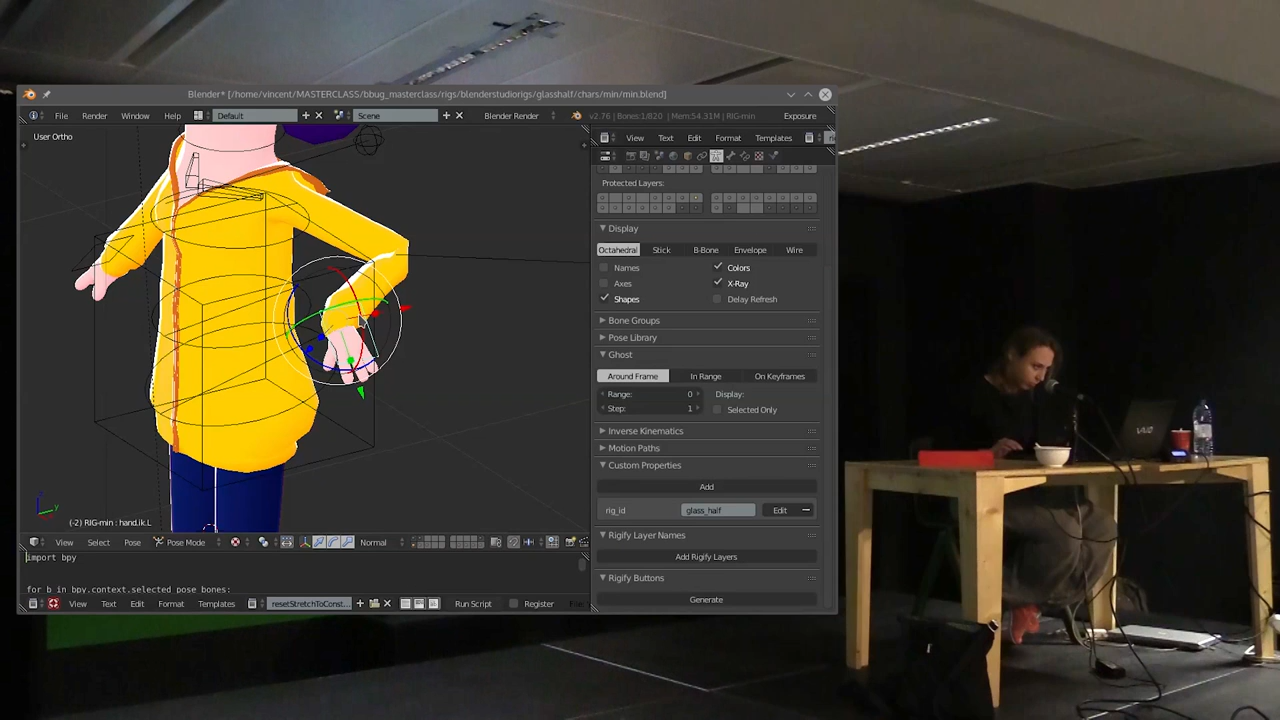 Blender* [/home/vincent/MASTERCLASS/bbug_masterclass/rigs/blenderstudiorigs/glasshalf/chars/min/min.blend]
File Render Window Help Default Scene Blender Render v2.76 | Bones:1/820 | Mem:54.31M | RIG-min Exposure
User Ortho
View Text Edit Format Templates
Protected Layers:
Display
Octahedral Stick B-Bone Envelope Wire
Names Colors
Axes X-Ray
Shapes Delay Refresh
Bone Groups
Pose Library
Ghost
Around Frame In Range On Keyframes
Range: 0 Display:
Step: 1 Selected Only
Inverse Kinematics
Motion Paths
Custom Properties
Add
rig_id glass_half Edit
Rigify Layer Names
Add Rigify Layers
Rigify Buttons
Generate
z
y
(-2) RIG-min : hand.ik.L
View Select Pose Pose Mode Normal
import bpy
for b in bpy.context.selected_pose_bones:
View Text Edit Format Templates resetStretchToConst... Run Script Register
VAIO